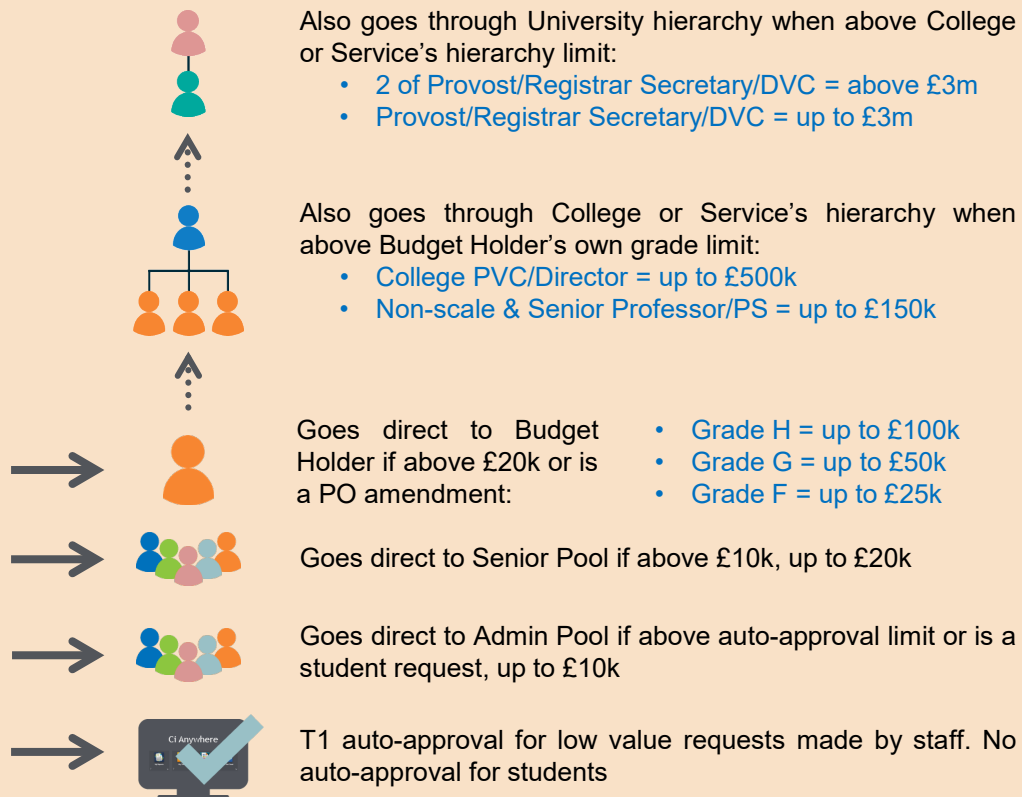 Also goes through University hierarchy when above College
or Service's hierarchy limit:
• 2 of Provost/Registrar Secretary/DVC = above £3m
• Provost/Registrar Secretary/DVC = up to £3m
Also goes through College or Service's hierarchy when
above Budget Holder's own grade limit:
• College PVC/Director = up to £500k
• Non-scale & Senior Professor/PS = up to £150k
Goes direct to Budget
Holder if above £20k or is
a PO amendment:
• Grade H = up to £100k
• Grade G = up to £50k
• Grade F = up to £25k
Goes direct to Senior Pool if above £10k, up to £20k
Goes direct to Admin Pool if above auto-approval limit or is a
student request, up to £10k
Ci Anywhere
T1 auto-approval for low value requests made by staff. No
auto-approval for students